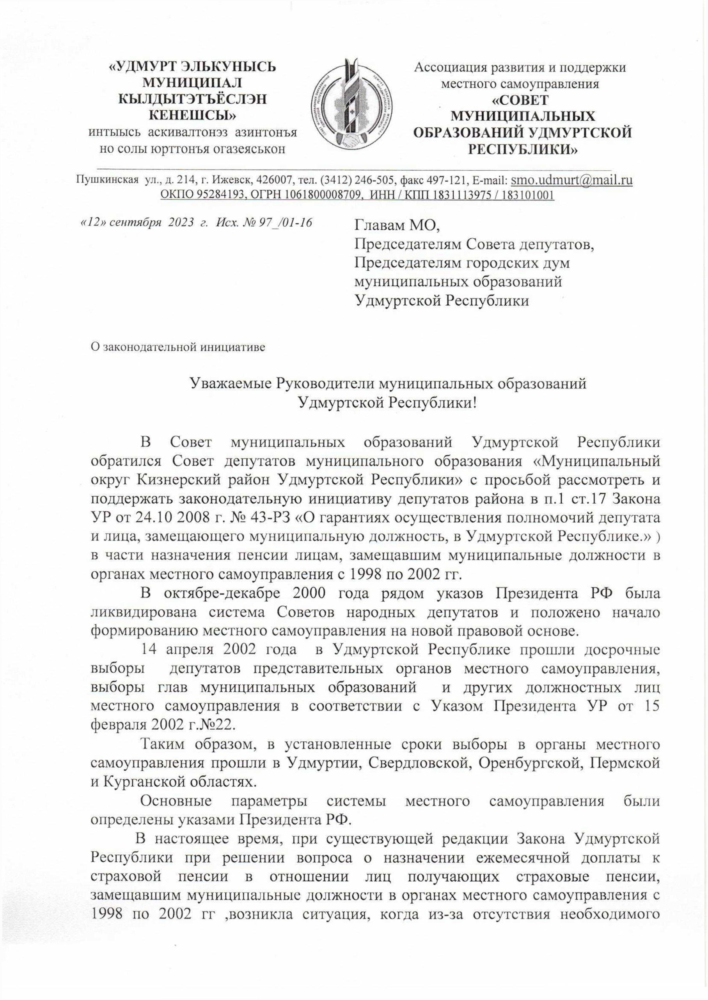 «УДМУРТ ЭЛЬКУНЫСЬ
МУНИЦИПАЛ
КЫЛДЫТЭТЪЁСЛЭН
КЕНЕШСЫ»
интыысь аскивалтонэз азинтонъя
но солы юрттонъя огазеяськон
Ассоциация развития и поддержки
местного самоуправления
«СОВЕТ
МУНИЦИПАЛЬНЫХ
ОБРАЗОВАНИЙ УДМУРТСКОЙ
РЕСПУБЛИКИ»
Пушкинская ул., д. 214, г. Ижевск, 426007, тел. (3412) 246-505, факс 497-121, E-mail: smo.udmurt@mail.ru
ОКПО 95284193, ОГРН 1061800008709, ИНН / КПП 1831113975 / 183101001
«12» сентября 2023 г. Исх. № 97_/01-16
Главам МО,
Председателям Совета депутатов,
Председателям городских дум
муниципальных образований
Удмуртской Республики
О законодательной инициативе
Уважаемые Руководители муниципальных образований
Удмуртской Республики!
В Совет муниципальных образований Удмуртской Республики
обратился Совет депутатов муниципального образования «Муниципальный
округ Кизнерский район Удмуртской Республики» с просьбой рассмотреть и
поддержать законодательную инициативу депутатов района в п.1 ст.17 Закона
УР от 24.10 2008 г. № 43-РЗ «О гарантиях осуществления полномочий депутата
и лица, замещающего муниципальную должность, в Удмуртской Республике.» )
в части назначения пенсии лицам, замещавшим муниципальные должности в
органах местного самоуправления с 1998 по 2002 гг.
В октябре-декабре 2000 года рядом указов Президента РФ была
ликвидирована система Советов народных депутатов и положено начало
формированию местного самоуправления на новой правовой основе.
14 апреля 2002 года в Удмуртской Республике прошли досрочные
выборы депутатов представительных органов местного самоуправления,
выборы глав муниципальных образований и других должностных лиц
местного самоуправления в соответствии с Указом Президента УР от 15
февраля 2002 г.№22.
Таким образом, в установленные сроки выборы в органы местного
самоуправления прошли в Удмуртии, Свердловской, Оренбургской, Пермской
и Курганской областях.
Основные параметры системы местного самоуправления были
определены указами Президента РФ.
В настоящее время, при существующей редакции Закона Удмуртской
Республики при решении вопроса о назначении ежемесячной доплаты к
страховой пенсии в отношении лиц получающих страховые пенсии,
замещавшим муниципальные должности в органах местного самоуправления с
1998 по 2002 гг ,возникла ситуация, когда из-за отсутствия необходимого